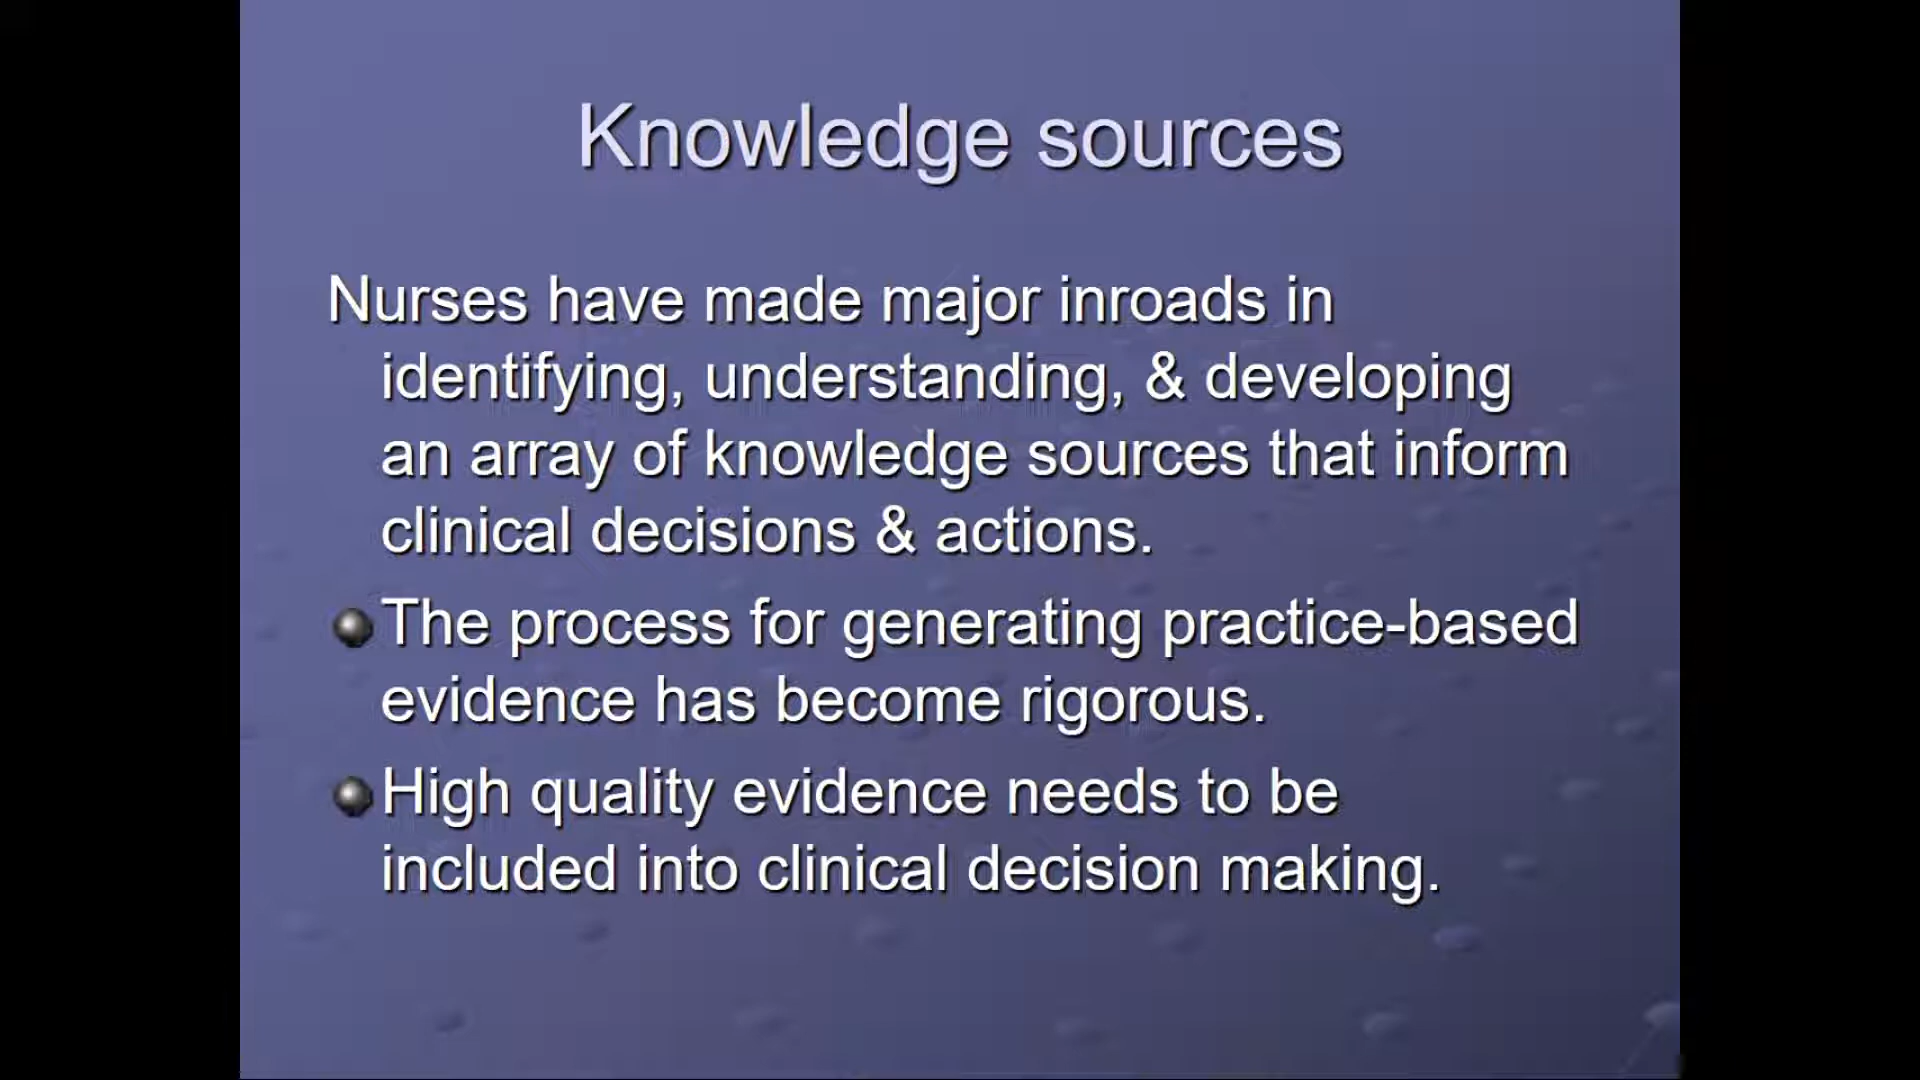 Knowledge sources
Nurses have made major inroads in
identifying, understanding, & developing
an array of knowledge sources that inform
clinical decisions & actions.
The process for generating practice-based
evidence has become rigorous.
High quality evidence needs to be
included into clinical decision making.